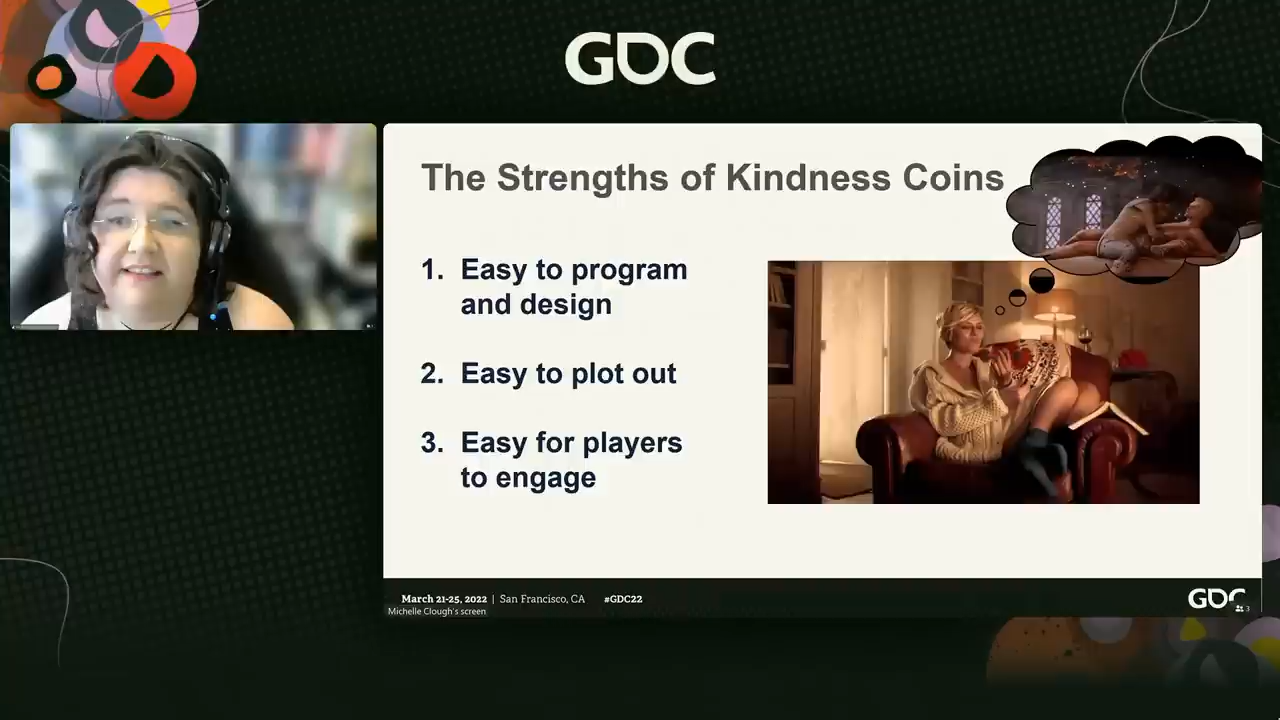 GDC
The Strengths of Kindness Coins
1. Easy to program
and design
2. Easy to plot out
3. Easy for players
to engage
March 21-25, 2022 | San Francisco, CA #GDC22
GDC
Michelle Clough's screen
3